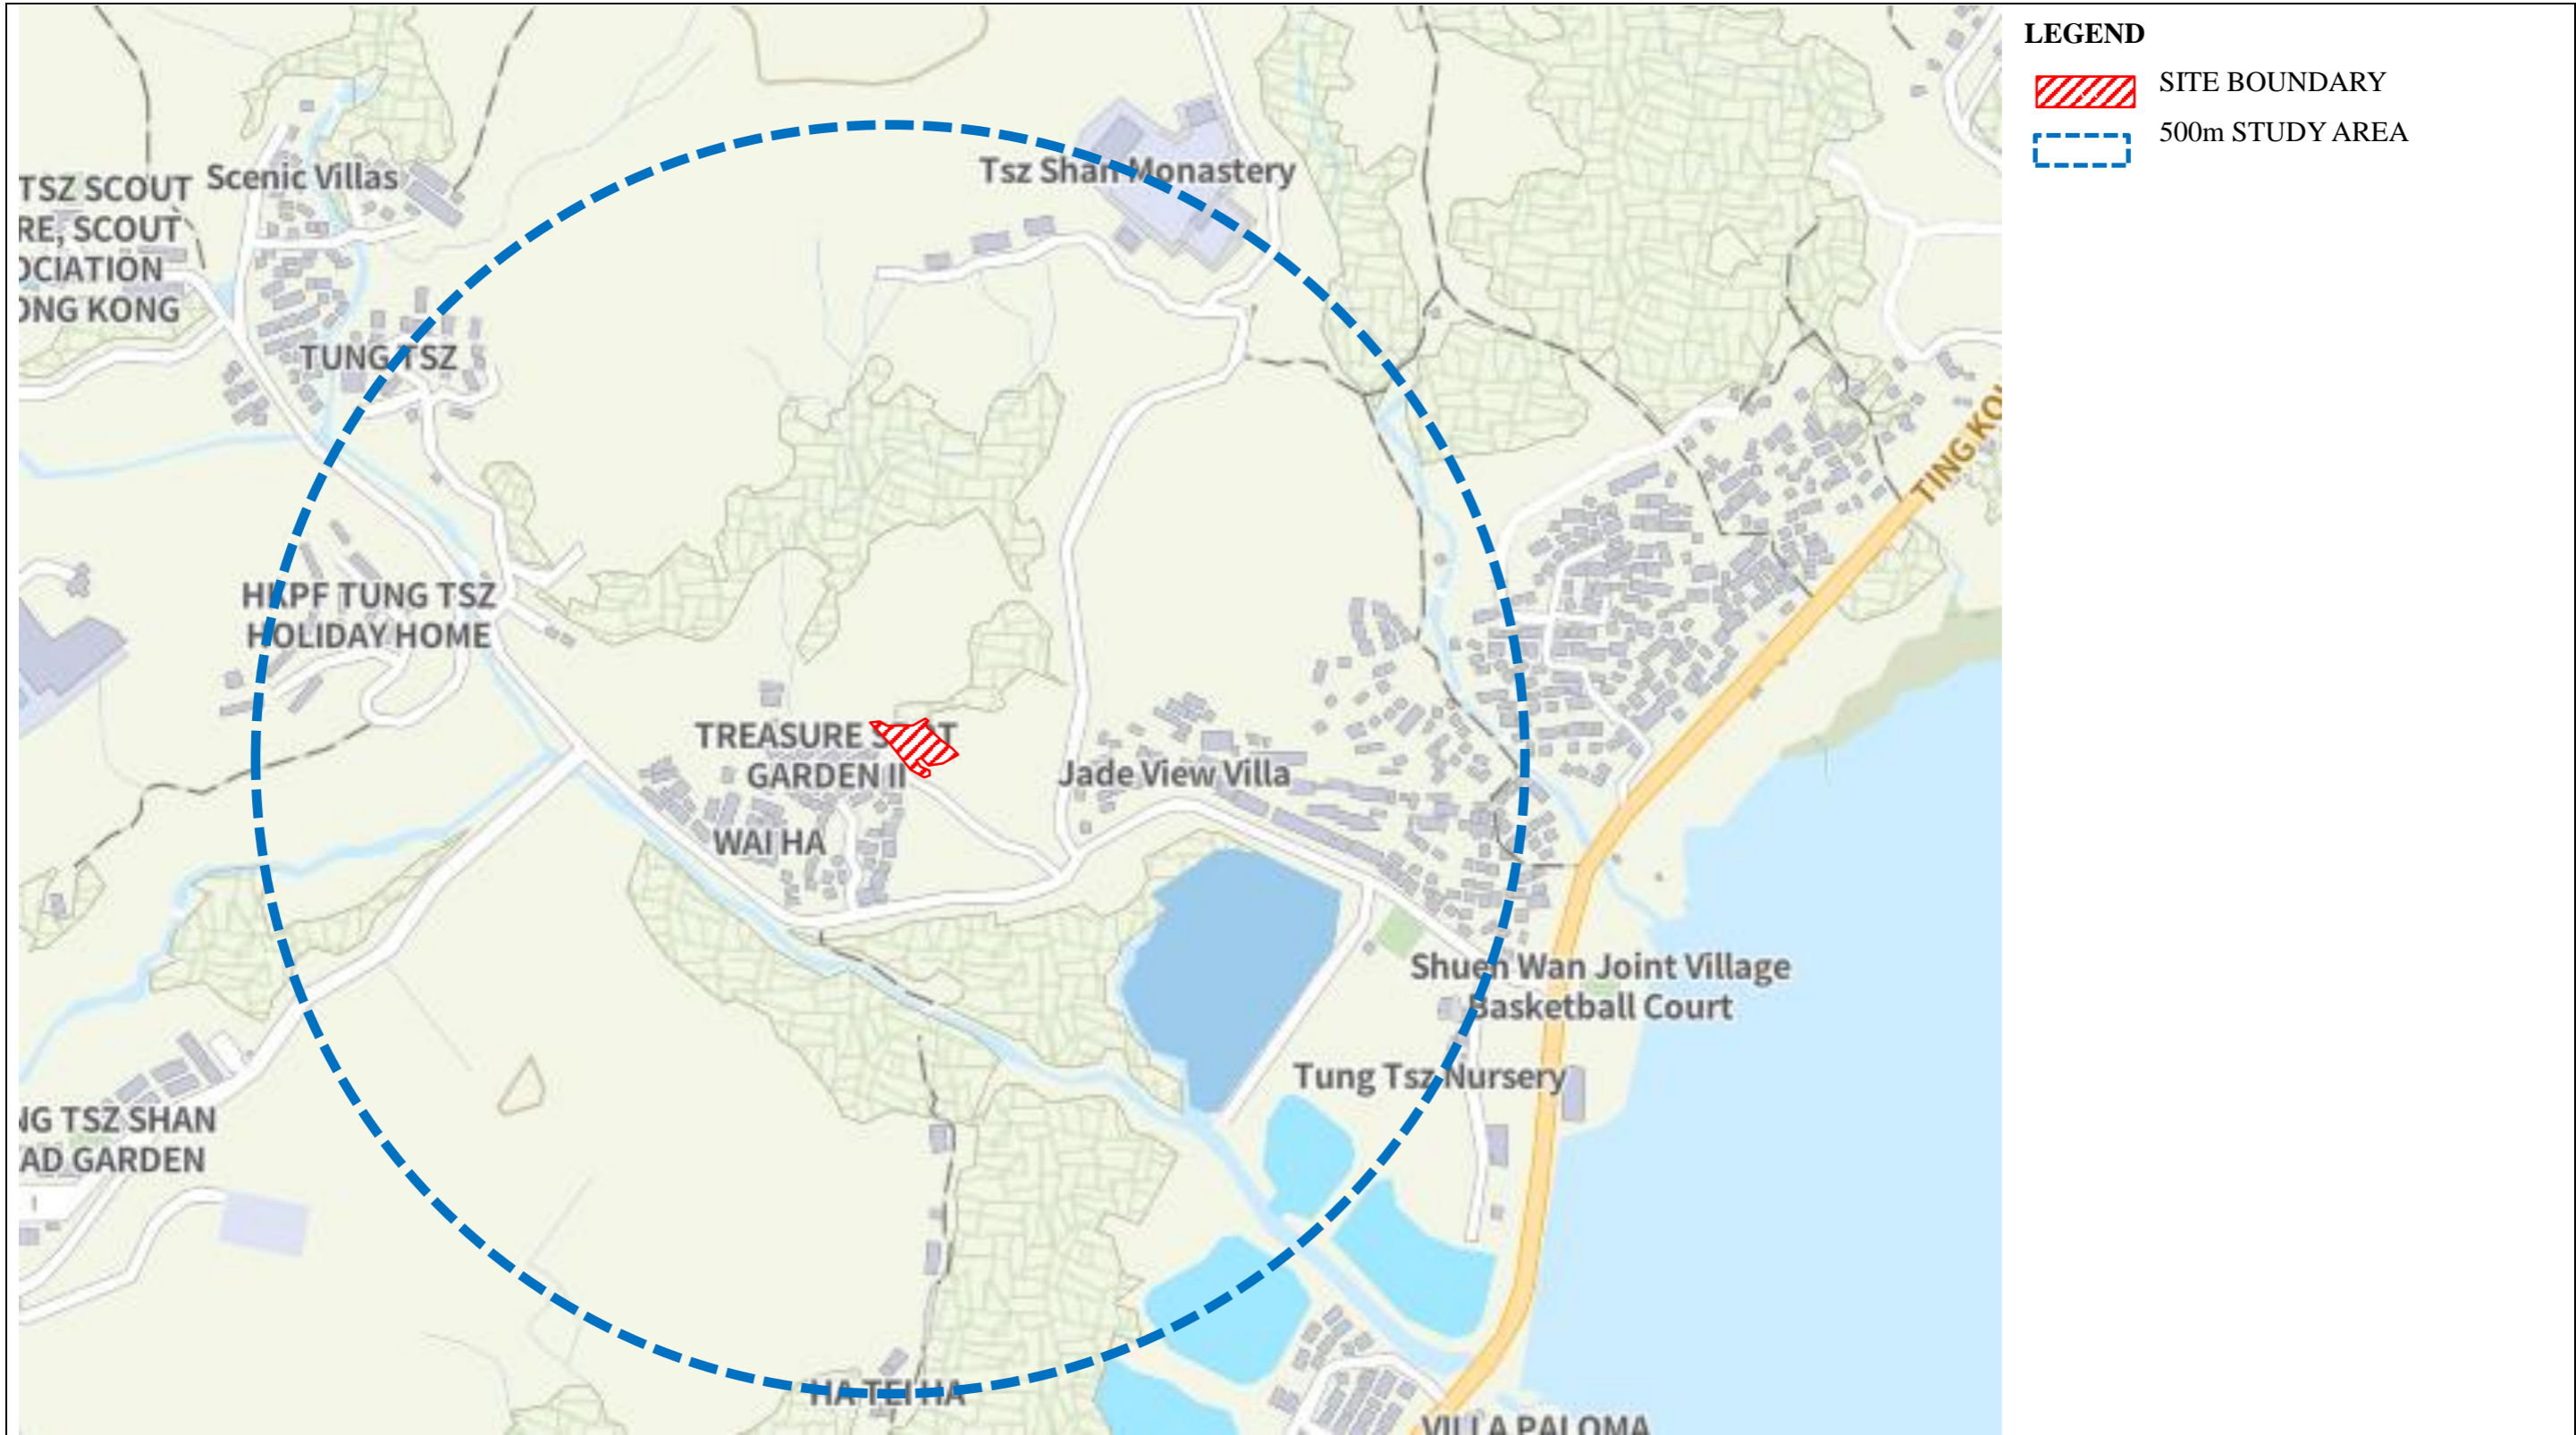 LEGEND
SITE BOUNDARY
500m STUDY AREA
TSZ SCOUT
RE, SCOUT
OCIATION
ONG KONG
Scenic Villas
Tsz Shan Monastery
TUNG TSZ
TING KO
HKPF TUNG TSZ
HOLIDAY HOME
TREASURE
GARDEN II
Jade View Villa
WAI HA
Shuen Wan Joint Village
Basketball Court
Tung Tsz Nursery
NG TSZ SHAN
AD GARDEN
HA TEI HA
VILLA PALOMA